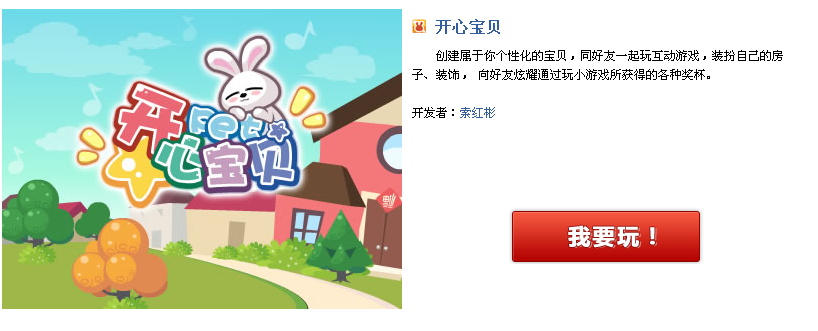 开心宝贝
Pet
开心宝贝
创建属于你个性化的宝贝，同好友一起玩互动游戏，装扮自己的房
子、装饰， 向好友炫耀通过玩小游戏所获得的各种奖杯。
开发者：索红彬
我要玩！